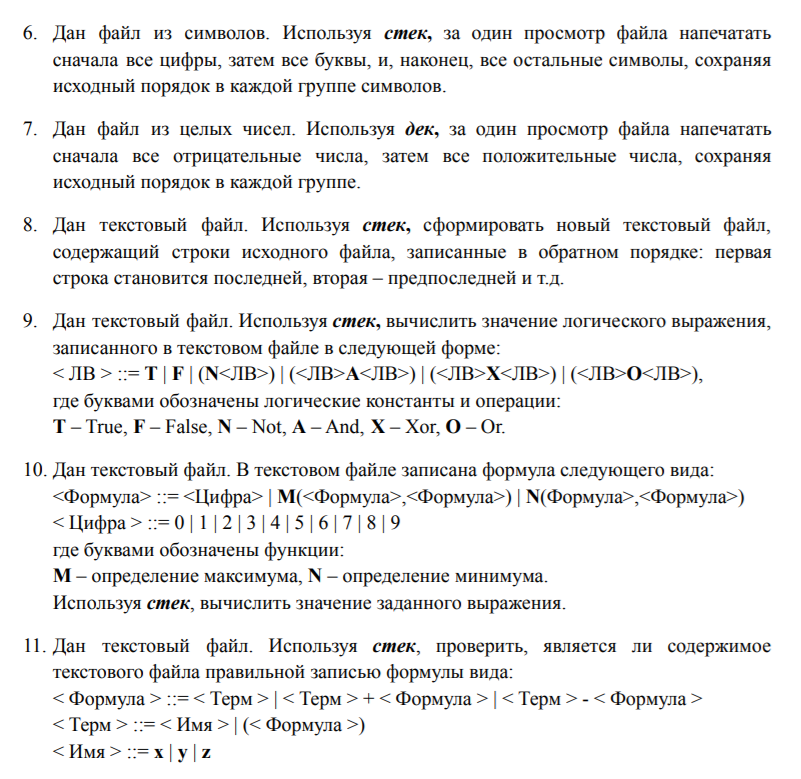 6. Дан файл из символов. Используя стек, за один просмотр файла напечатать
сначала все цифры, затем все буквы, и, наконец, все остальные символы, сохраняя
исходный порядок в каждой группе символов.
7. Дан файл из целых чисел. Используя дек, за один просмотр файла напечатать
сначала все отрицательные числа, затем все положительные числа, сохраняя
исходный порядок в каждой группе.
8. Дан текстовый файл. Используя стек, сформировать новый текстовый файл,
содержащий строки исходного файла, записанные в обратном порядке: первая
строка становится последней, вторая – предпоследней и т.д.
9. Дан текстовый файл. Используя стек, вычислить значение логического выражения,
записанного в текстовом файле в следующей форме:
< ЛВ > ::= T | F | (N<ЛВ>) | (<ЛВ>A<ЛВ>) | (<ЛВ>X<ЛВ>) | (<ЛВ>O<ЛВ>),
где буквами обозначены логические константы и операции:
T – True, F – False, N – Not, A – And, X – Xor, O – Or.
10. Дан текстовый файл. В текстовом файле записана формула следующего вида:
<Формула> ::= <Цифра> | M(<Формула>,<Формула>) | N(Формула>,<Формула>)
< Цифра > ::= 0 | 1 | 2 | 3 | 4 | 5 | 6 | 7 | 8 | 9
где буквами обозначены функции:
M – определение максимума, N – определение минимума.
Используя стек, вычислить значение заданного выражения.
11. Дан текстовый файл. Используя стек, проверить, является ли содержимое
текстового файла правильной записью формулы вида:
< Формула > ::= < Терм > | < Терм > + < Формула > | < Терм > - < Формула >
< Терм > ::= < Имя > | (< Формула >)
< Имя > ::= x | y | z